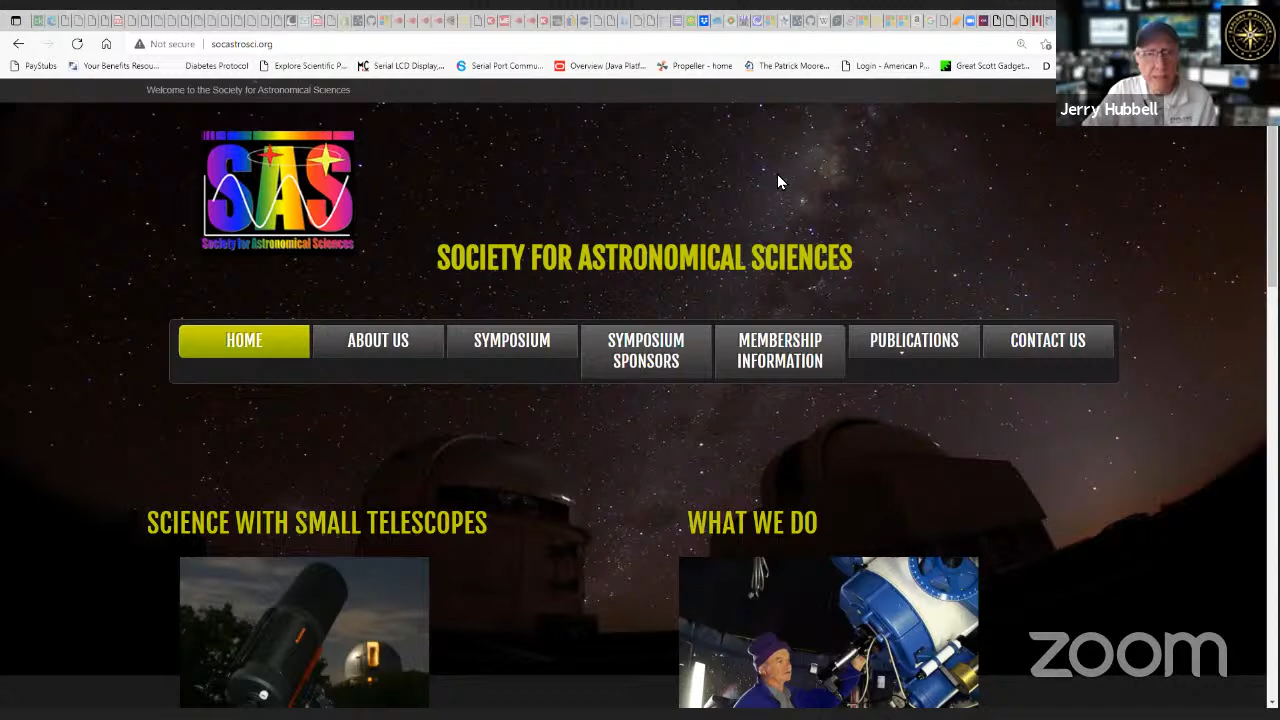 Not secure
socastrosci.org
PayStubs
Your Benefits Resou...
Diabetes Protocol
Explore Scientific P...
Serial LCD Display,...
Serial Port Commu...
Overview (Java Platf...
Propeller - home
The Patrick Moore...
Login - American P...
Great Scott Gadget...
D
Jerry Hubbell
Welcome to the Society for Astronomical Sciences
SAS
Society for Astronomical Sciences
SOCIETY FOR ASTRONOMICAL SCIENCES
HOME
ABOUT US
SYMPOSIUM
SYMPOSIUM
SPONSORS
MEMBERSHIP
INFORMATION
PUBLICATIONS
CONTACT US
SCIENCE WITH SMALL TELESCOPES
WHAT WE DO
zoom